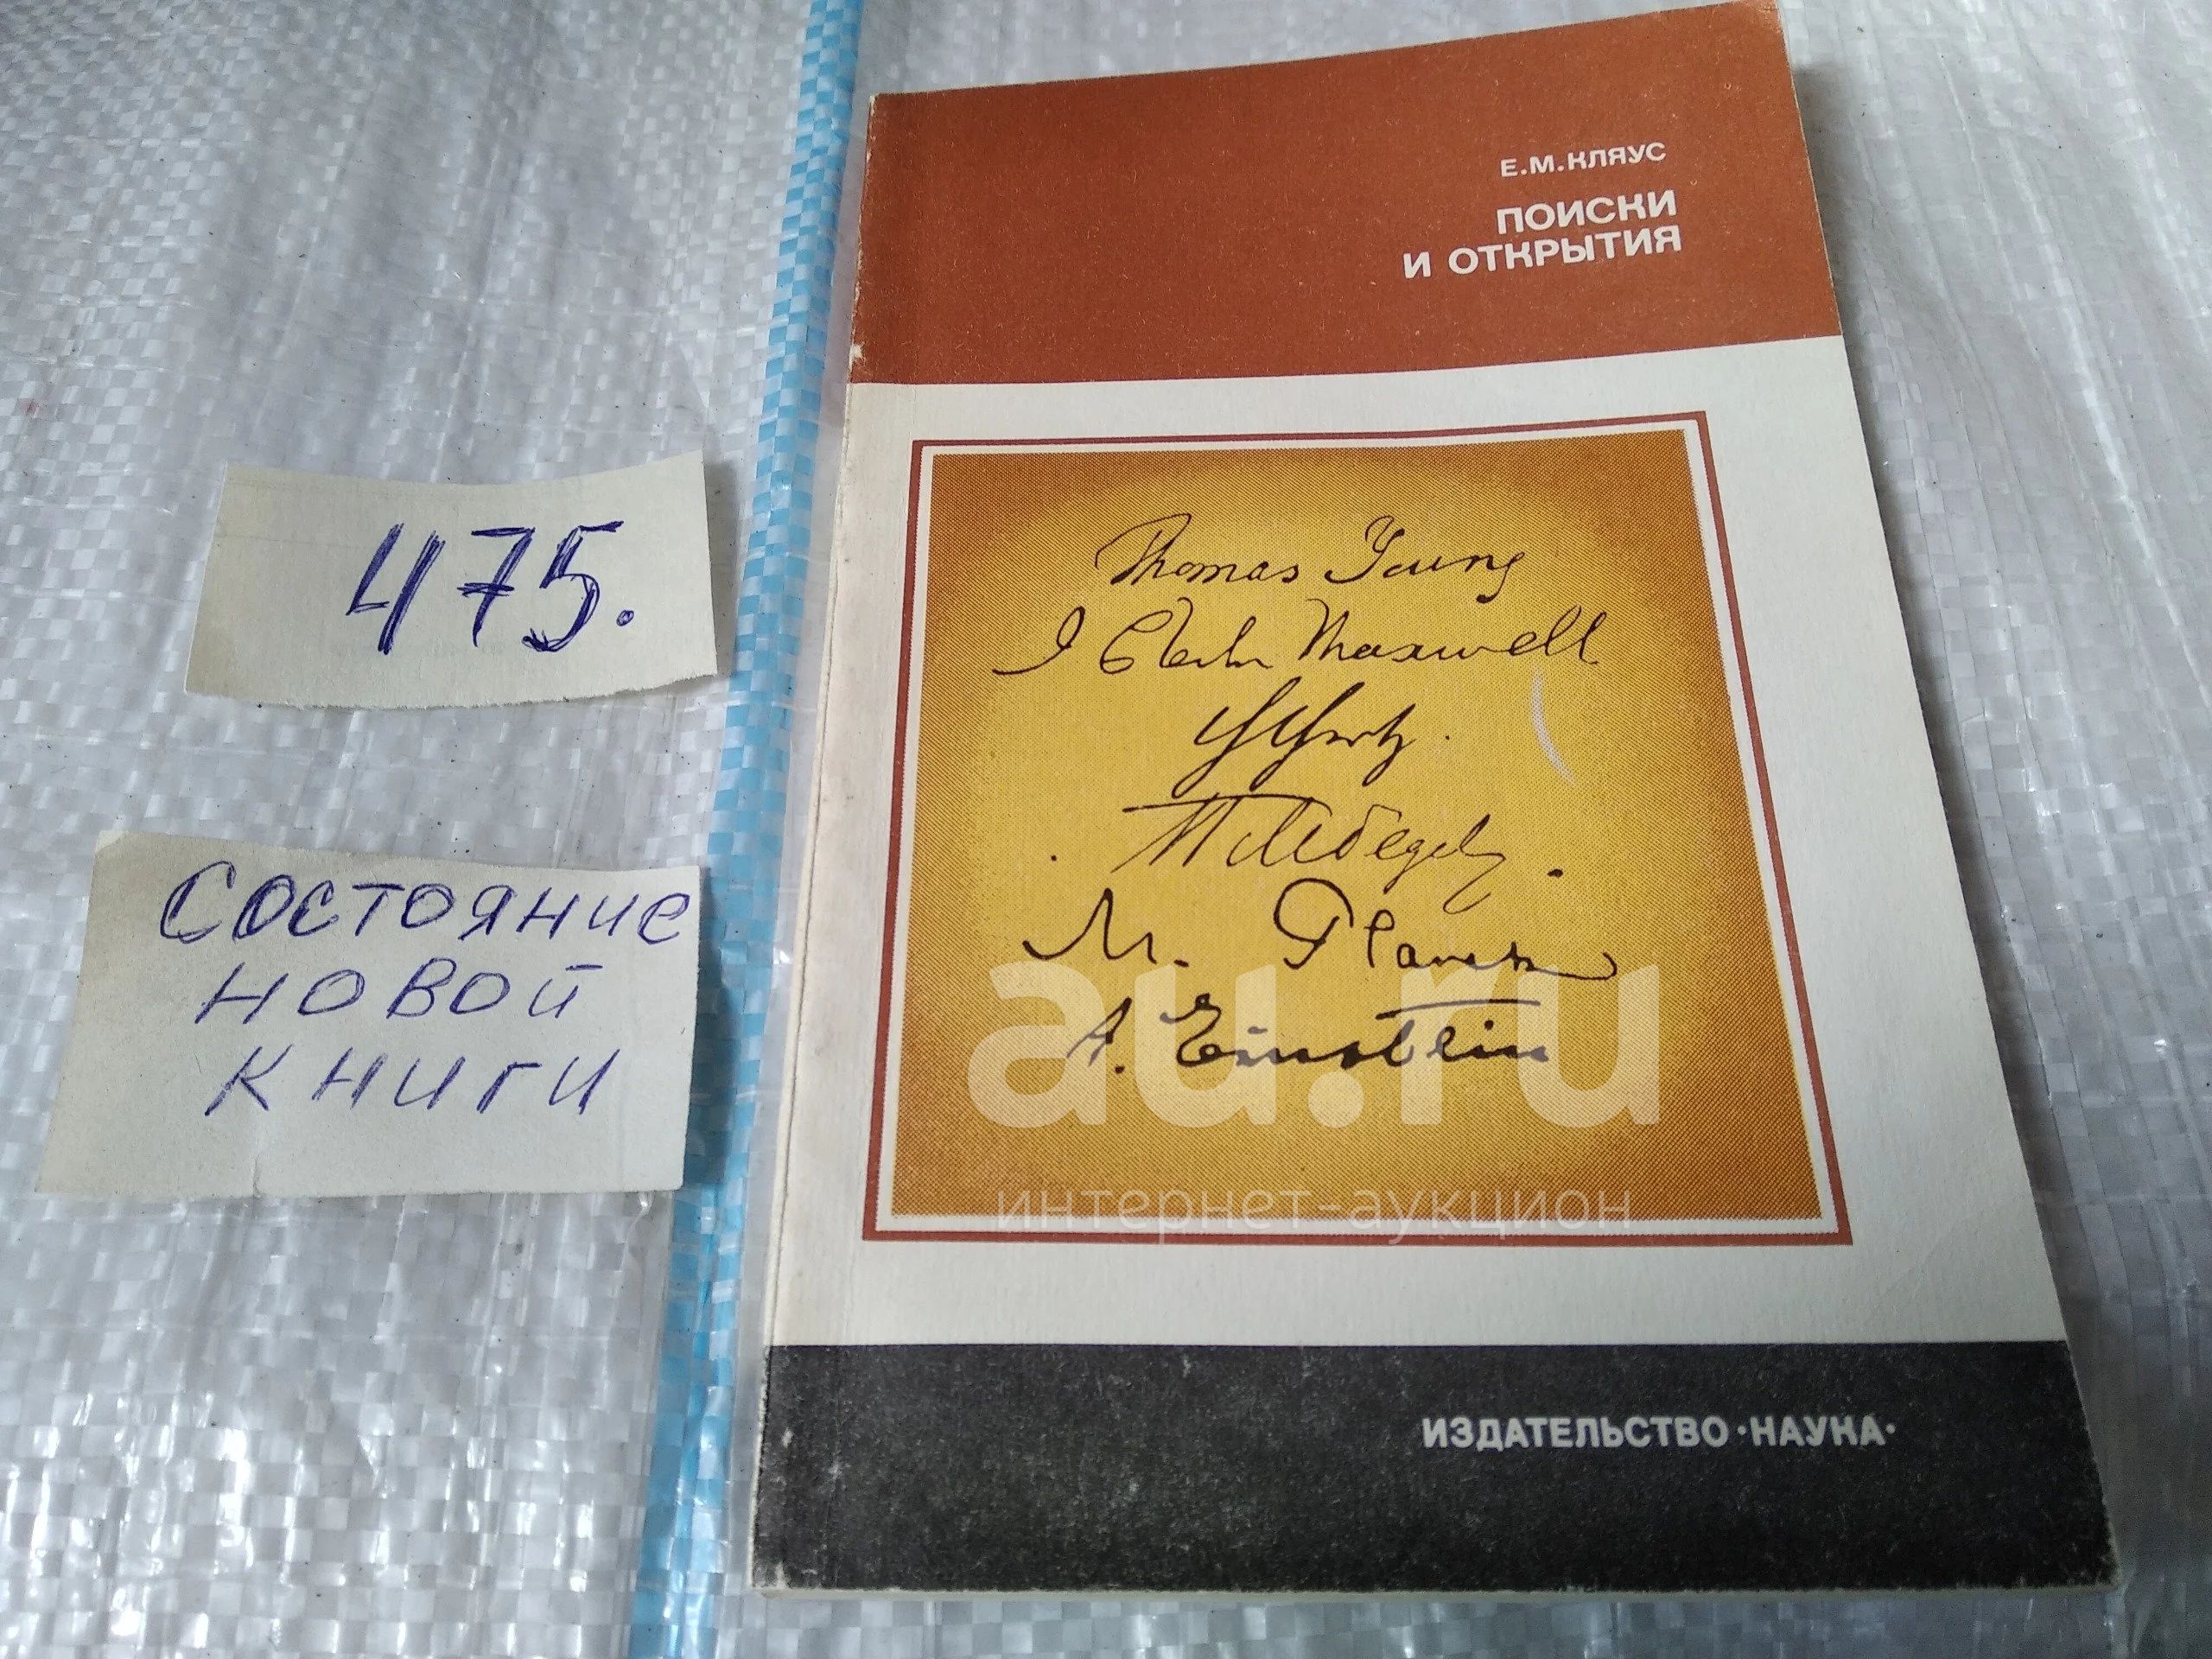 475.
Состояние
новой
книги
Е.М.КЛЯУС
ПОИСКИ
И ОТКРЫТИЯ
Thomas Young
J Clerk Maxwell
HHertz.
П Лебедев.
M. Planck
A. Einstein
au.ru
интернет-аукцион
ИЗДАТЕЛЬСТВО·НАУКА·